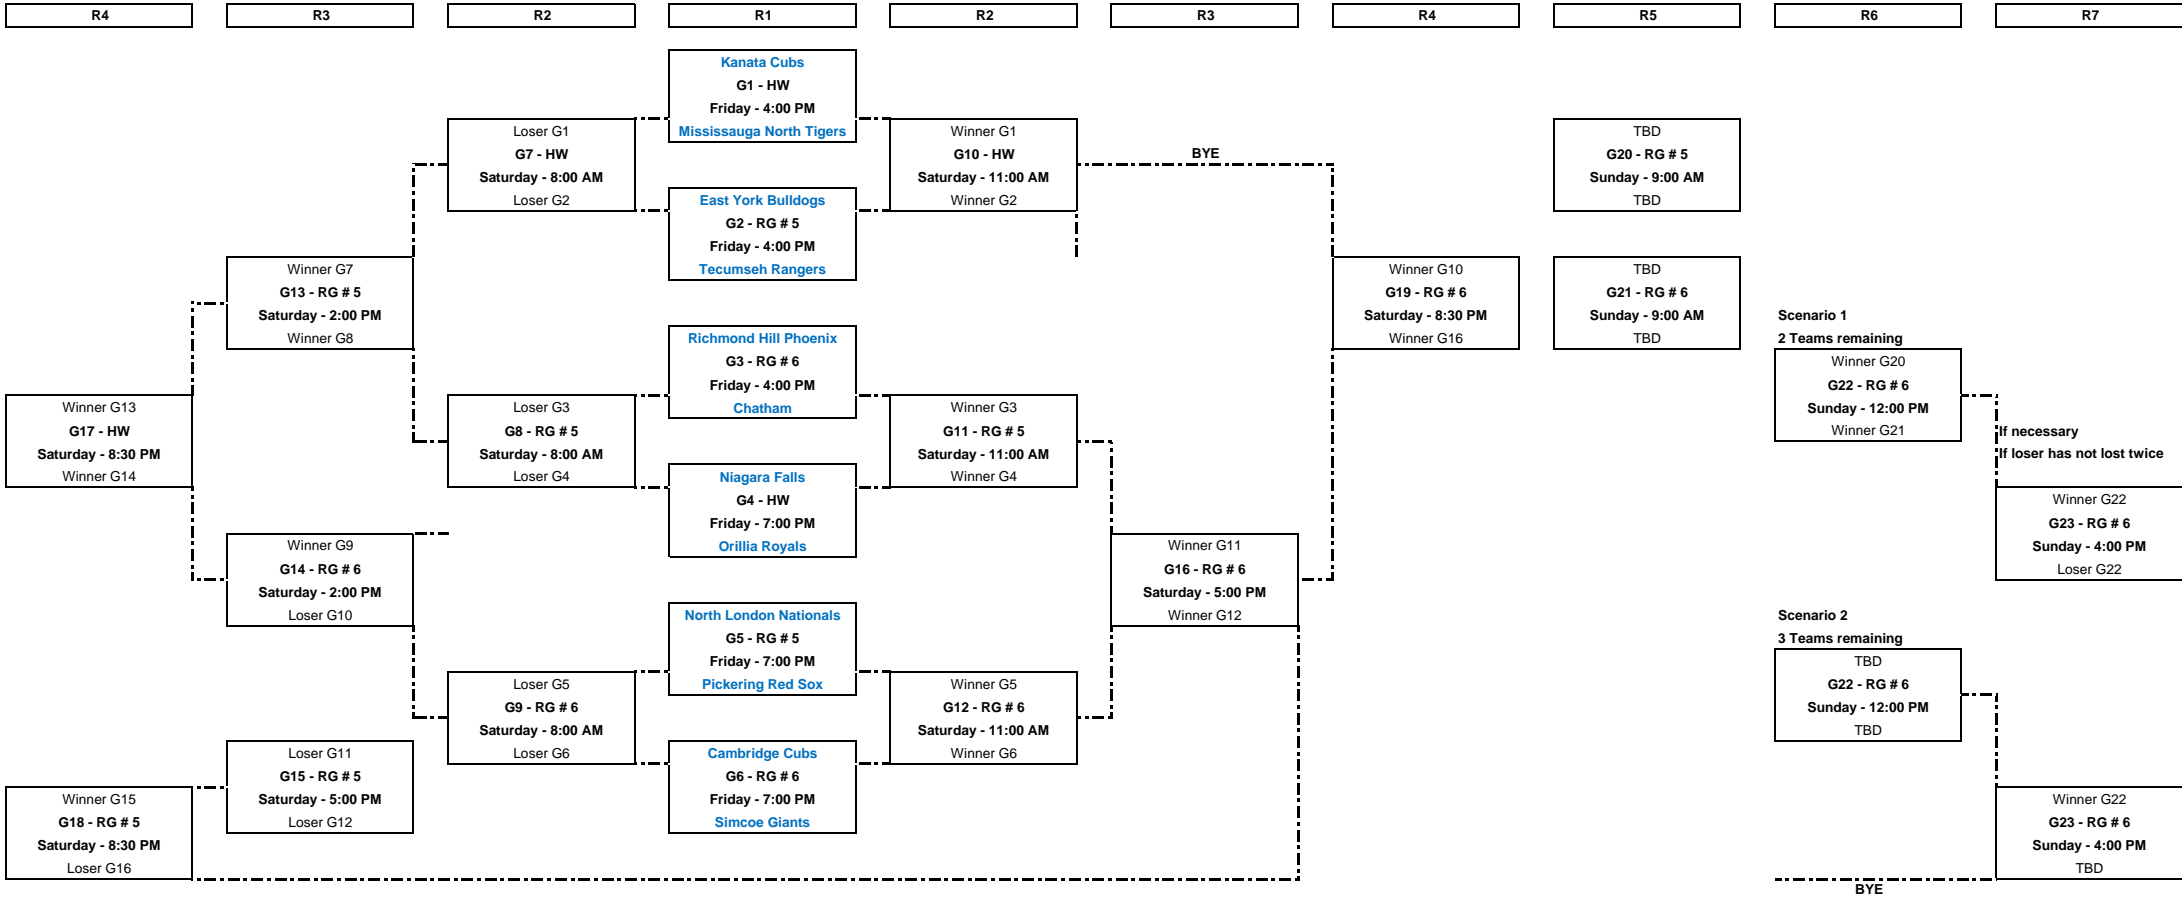 R4
R3
R2
R1
R2
R3
R4
R5
R6
R7
Kanata Cubs
G1 - HW
Friday - 4:00 PM
Mississauga North Tigers
Loser G1
G7 - HW
Saturday - 8:00 AM
Loser G2
Winner G1
G10 - HW
Saturday - 11:00 AM
Winner G2
BYE
TBD
G20 - RG # 5
Sunday - 9:00 AM
TBD
East York Bulldogs
G2 - RG # 5
Friday - 4:00 PM
Tecumseh Rangers
Winner G7
G13 - RG # 5
Saturday - 2:00 PM
Winner G8
Winner G10
G19 - RG # 6
Saturday - 8:30 PM
Winner G16
TBD
G21 - RG # 6
Sunday - 9:00 AM
TBD
Richmond Hill Phoenix
G3 - RG # 6
Friday - 4:00 PM
Chatham
Scenario 1
2 Teams remaining
Winner G20
G22 - RG # 6
Sunday - 12:00 PM
Winner G21
Winner G13
G17 - HW
Saturday - 8:30 PM
Winner G14
Loser G3
G8 - RG # 5
Saturday - 8:00 AM
Loser G4
Winner G3
G11 - RG # 5
Saturday - 11:00 AM
Winner G4
If necessary
If loser has not lost twice
Niagara Falls
G4 - HW
Friday - 7:00 PM
Orillia Royals
Winner G22
G23 - RG # 6
Sunday - 4:00 PM
Loser G22
Winner G9
G14 - RG # 6
Saturday - 2:00 PM
Loser G10
Winner G11
G16 - RG # 6
Saturday - 5:00 PM
Winner G12
North London Nationals
G5 - RG # 5
Friday - 7:00 PM
Pickering Red Sox
Scenario 2
3 Teams remaining
TBD
G22 - RG # 6
Sunday - 12:00 PM
TBD
Loser G5
G9 - RG # 6
Saturday - 8:00 AM
Loser G6
Winner G5
G12 - RG # 6
Saturday - 11:00 AM
Winner G6
Loser G11
G15 - RG # 5
Saturday - 5:00 PM
Loser G12
Cambridge Cubs
G6 - RG # 6
Friday - 7:00 PM
Simcoe Giants
Winner G15
G18 - RG # 5
Saturday - 8:30 PM
Loser G16
Winner G22
G23 - RG # 6
Sunday - 4:00 PM
TBD
BYE